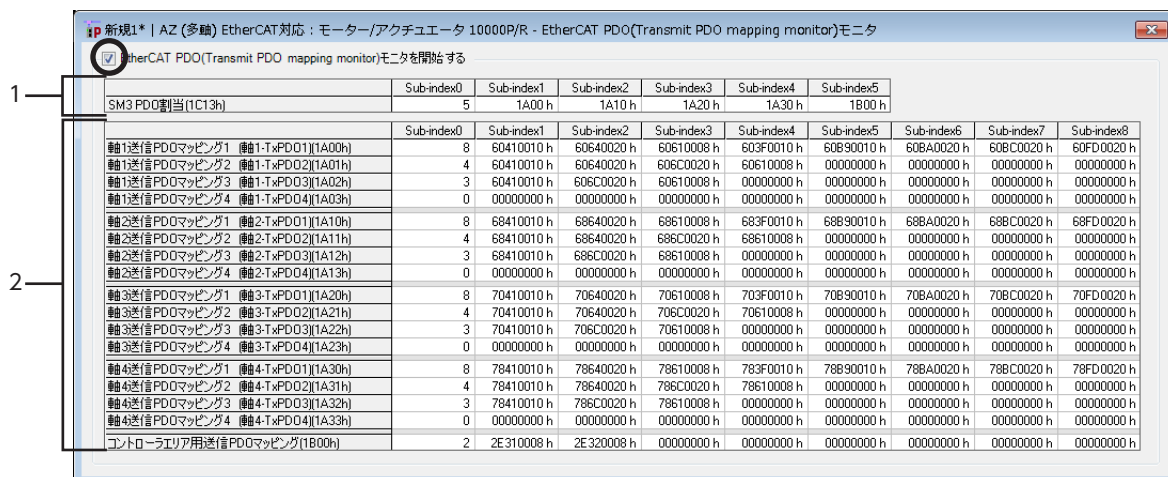 新規1* | AZ (多軸) EtherCAT対応：モーター/アクチュエータ 10000P/R - EtherCAT PDO(Transmit PDO mapping monitor)モニタ
EtherCAT PDO(Transmit PDO mapping monitor)モニタを開始する
1
Sub-index0 Sub-index1 Sub-index2 Sub-index3 Sub-index4 Sub-index5
SM3 PDO割当(1C13h) 5 1A00 h 1A10 h 1A20 h 1A30 h 1B00 h
2
Sub-index0 Sub-index1 Sub-index2 Sub-index3 Sub-index4 Sub-index5 Sub-index6 Sub-index7 Sub-index8
軸1送信PDOマッピング1 (軸1-TxPDO1)(1A00h) 8 60410010 h 60640020 h 60610008 h 603F0010 h 60B90010 h 60BA0020 h 60BC0020 h 60FD0020 h
軸1送信PDOマッピング2 (軸1-TxPDO2)(1A01h) 4 60410010 h 60640020 h 606C0020 h 60610008 h 00000000 h 00000000 h 00000000 h 00000000 h
軸1送信PDOマッピング3 (軸1-TxPDO3)(1A02h) 3 60410010 h 606C0020 h 60610008 h 00000000 h 00000000 h 00000000 h 00000000 h 00000000 h
軸1送信PDOマッピング4 (軸1-TxPDO4)(1A03h) 0 00000000 h 00000000 h 00000000 h 00000000 h 00000000 h 00000000 h 00000000 h 00000000 h
軸2送信PDOマッピング1 (軸2-TxPDO1)(1A10h) 8 68410010 h 68640020 h 68610008 h 683F0010 h 68B90010 h 68BA0020 h 68BC0020 h 68FD0020 h
軸2送信PDOマッピング2 (軸2-TxPDO2)(1A11h) 4 68410010 h 68640020 h 686C0020 h 68610008 h 00000000 h 00000000 h 00000000 h 00000000 h
軸2送信PDOマッピング3 (軸2-TxPDO3)(1A12h) 3 68410010 h 686C0020 h 68610008 h 00000000 h 00000000 h 00000000 h 00000000 h 00000000 h
軸2送信PDOマッピング4 (軸2-TxPDO4)(1A13h) 0 00000000 h 00000000 h 00000000 h 00000000 h 00000000 h 00000000 h 00000000 h 00000000 h
軸3送信PDOマッピング1 (軸3-TxPDO1)(1A20h) 8 70410010 h 70640020 h 70610008 h 703F0010 h 70B90010 h 70BA0020 h 70BC0020 h 70FD0020 h
軸3送信PDOマッピング2 (軸3-TxPDO2)(1A21h) 4 70410010 h 70640020 h 706C0020 h 70610008 h 00000000 h 00000000 h 00000000 h 00000000 h
軸3送信PDOマッピング3 (軸3-TxPDO3)(1A22h) 3 70410010 h 706C0020 h 70610008 h 00000000 h 00000000 h 00000000 h 00000000 h 00000000 h
軸3送信PDOマッピング4 (軸3-TxPDO4)(1A23h) 0 00000000 h 00000000 h 00000000 h 00000000 h 00000000 h 00000000 h 00000000 h 00000000 h
軸4送信PDOマッピング1 (軸4-TxPDO1)(1A30h) 8 78410010 h 78640020 h 78610008 h 783F0010 h 78B90010 h 78BA0020 h 78BC0020 h 78FD0020 h
軸4送信PDOマッピング2 (軸4-TxPDO2)(1A31h) 4 78410010 h 78640020 h 786C0020 h 78610008 h 00000000 h 00000000 h 00000000 h 00000000 h
軸4送信PDOマッピング3 (軸4-TxPDO3)(1A32h) 3 78410010 h 786C0020 h 78610008 h 00000000 h 00000000 h 00000000 h 00000000 h 00000000 h
軸4送信PDOマッピング4 (軸4-TxPDO4)(1A33h) 0 00000000 h 00000000 h 00000000 h 00000000 h 00000000 h 00000000 h 00000000 h 00000000 h
コントローラエリア用送信PDOマッピング(1B00h) 2 2E310008 h 2E320008 h 00000000 h 00000000 h 00000000 h 00000000 h 00000000 h 00000000 h